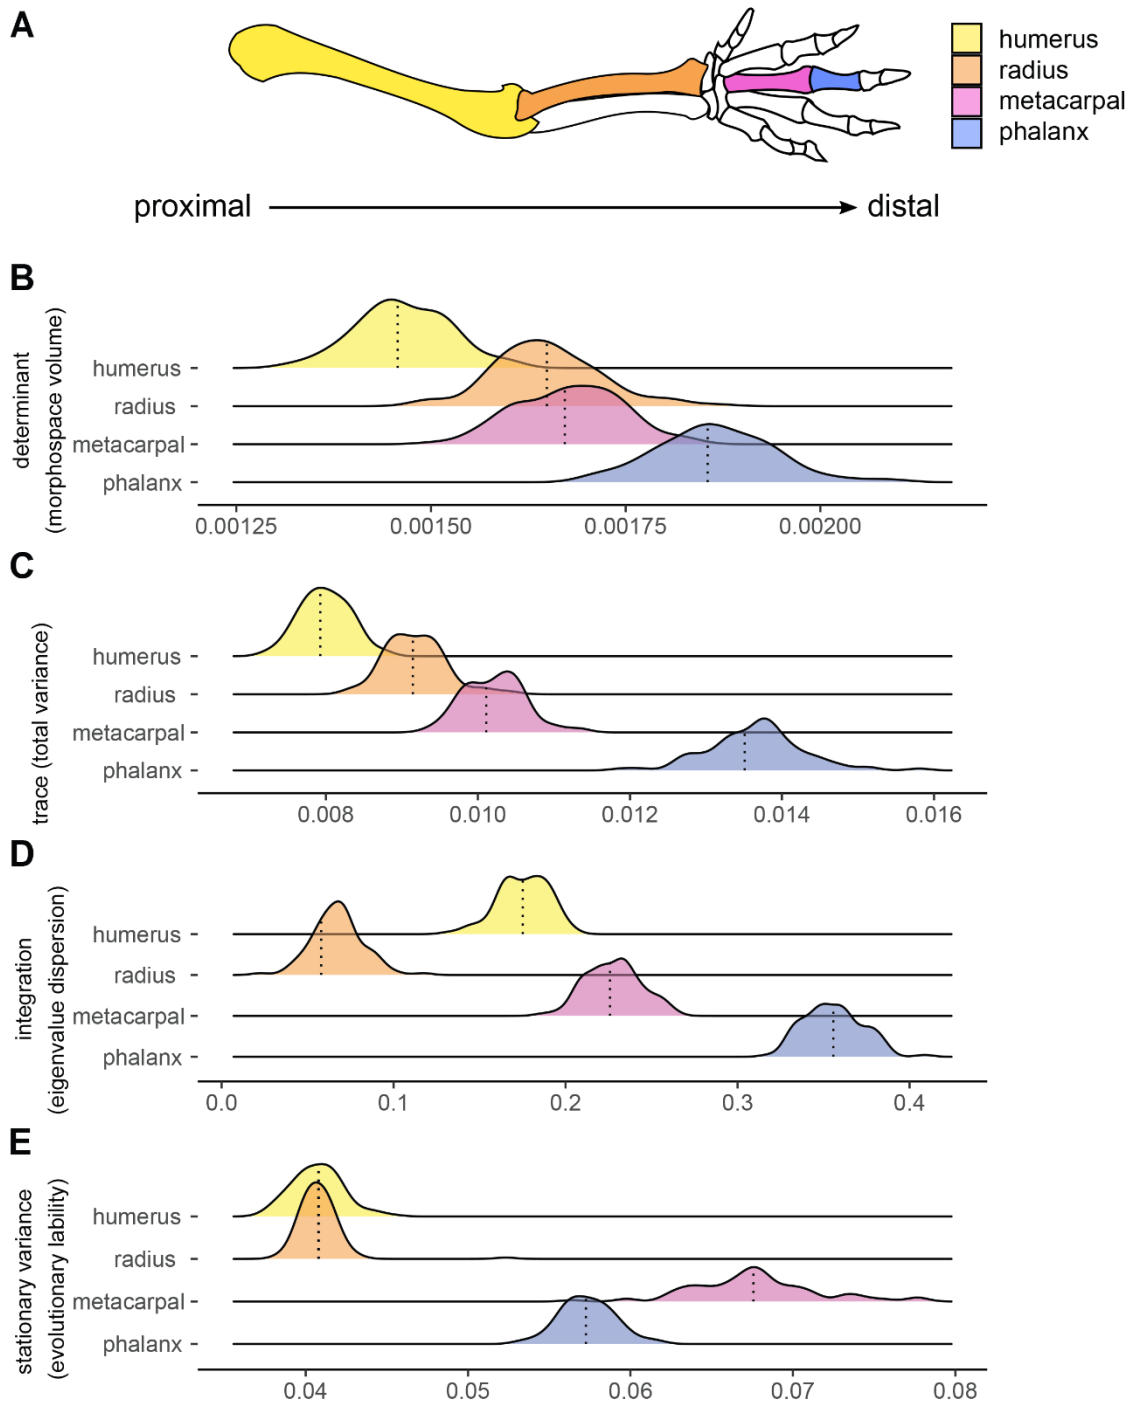 A
humerus
radius
metacarpal
phalanx
proximal
distal
B
determinant
(morphospace volume)
humerus
radius
metacarpal
phalanx
0.00125 0.00150 0.00175 0.00200
C
trace (total variance)
humerus
radius
metacarpal
phalanx
0.008 0.010 0.012 0.014 0.016
D
integration
(eigenvalue dispersion)
humerus
radius
metacarpal
phalanx
0.0 0.1 0.2 0.3 0.4
E
stationary variance
(evolutionary lability)
humerus
radius
metacarpal
phalanx
0.04 0.05 0.06 0.07 0.08